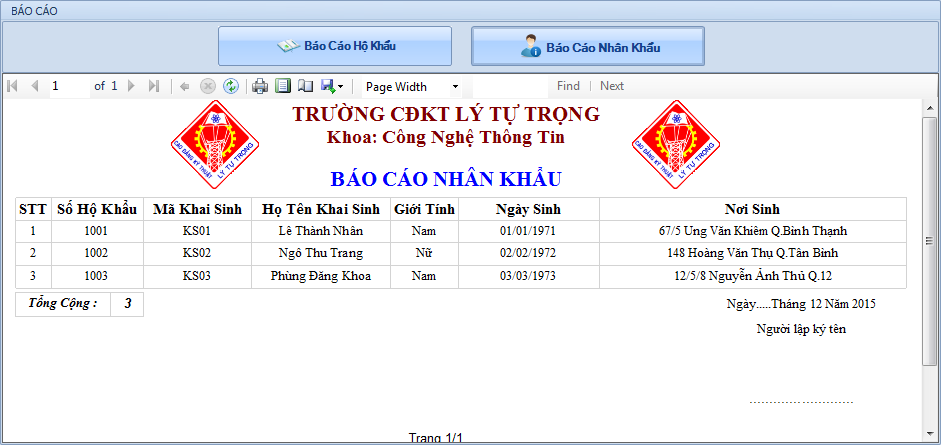 BÁO CÁO
Báo Cáo Hộ Khẩu
Báo Cáo Nhân Khẩu
1 of 1 Page Width Find | Next
TRƯỜNG CĐKT LÝ TỰ TRỌNG
Khoa: Công Nghệ Thông Tin
CAO ĐẲNG KỸ THUẬT LÝ TỰ TRỌNG
CAO ĐẲNG KỸ THUẬT LÝ TỰ TRỌNG
BÁO CÁO NHÂN KHẨU
STT Số Hộ Khẩu Mã Khai Sinh Họ Tên Khai Sinh Giới Tính Ngày Sinh Nơi Sinh
1 1001 KS01 Lê Thành Nhân Nam 01/01/1971 67/5 Ung Văn Khiêm Q.Bình Thạnh
2 1002 KS02 Ngô Thu Trang Nữ 02/02/1972 148 Hoàng Văn Thụ Q.Tân Bình
3 1003 KS03 Phùng Đăng Khoa Nam 03/03/1973 12/5/8 Nguyễn Ảnh Thủ Q.12
Tổng Cộng : 3
Ngày.....Tháng 12 Năm 2015
Người lập ký tên
Trang 1/1